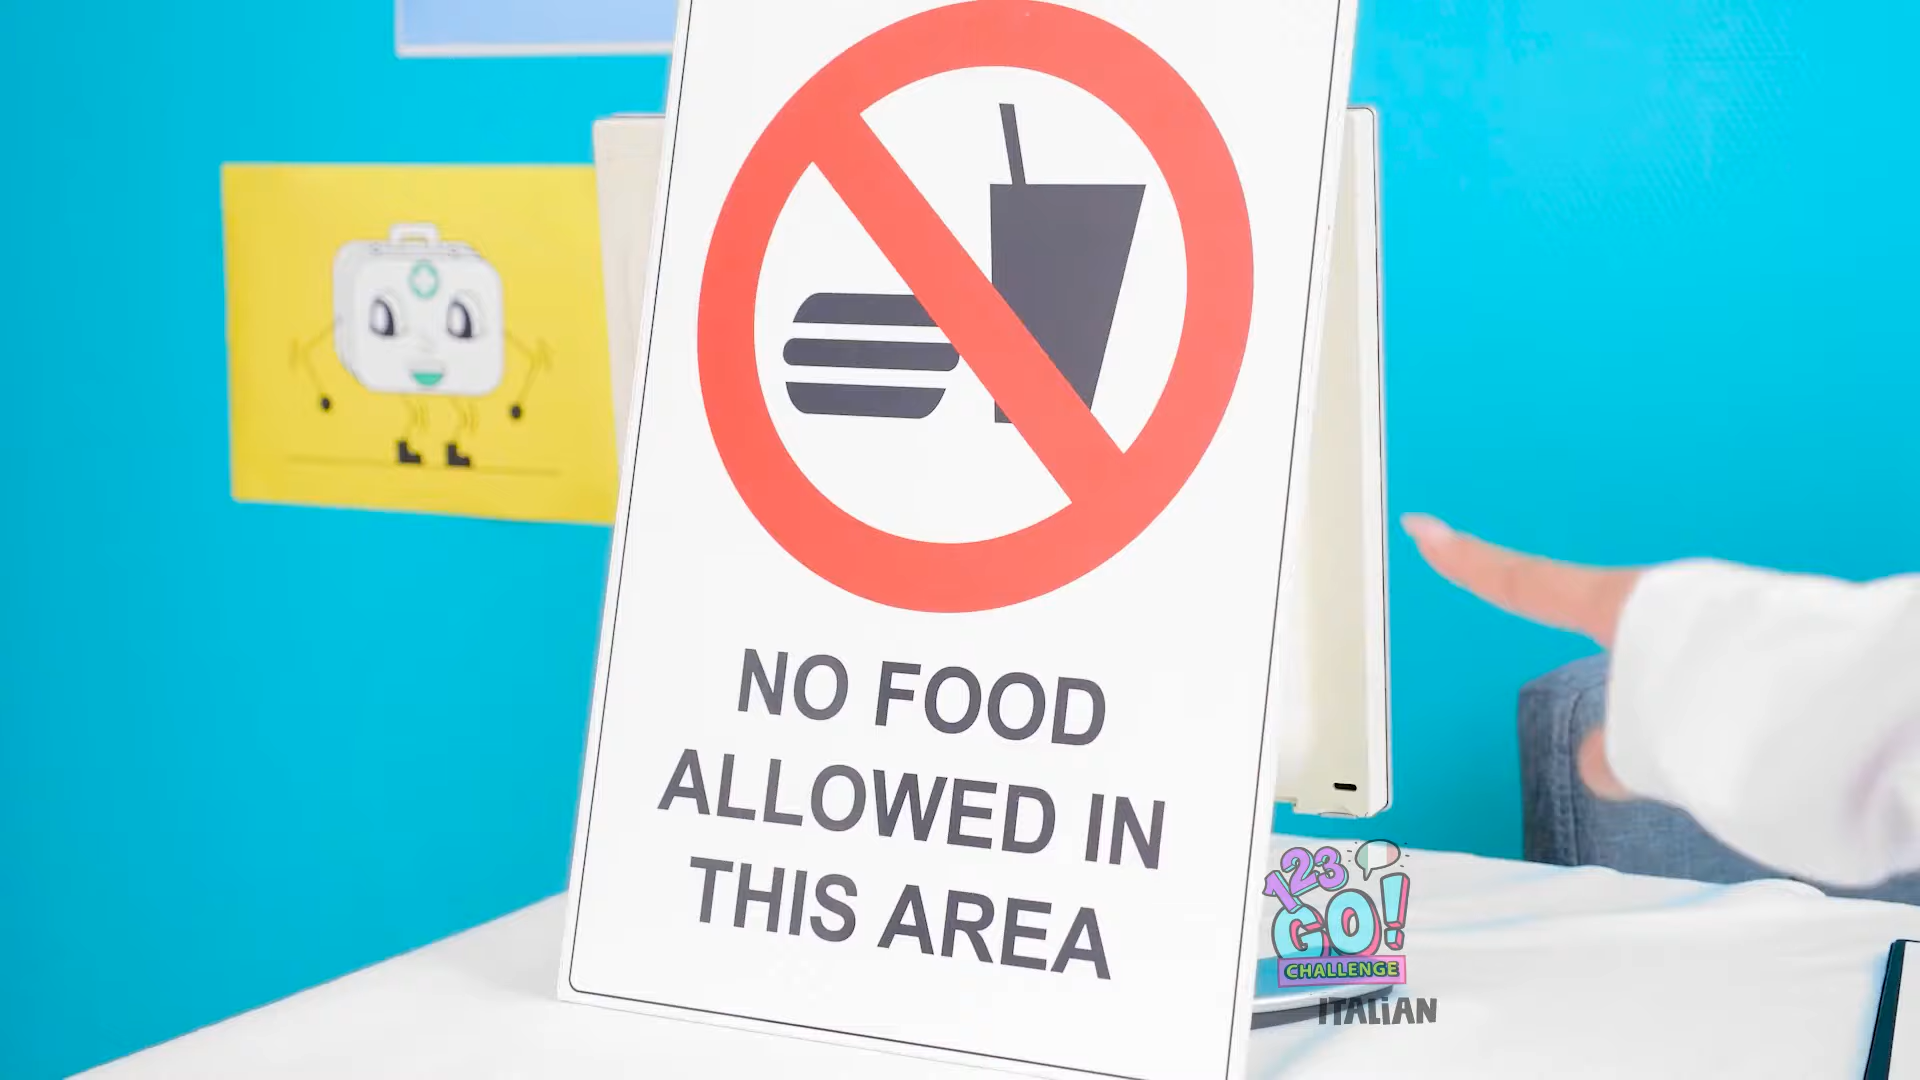 NO FOOD
ALLOWED IN
THIS AREA
123
GO!
CHALLENGE
ITALiAN